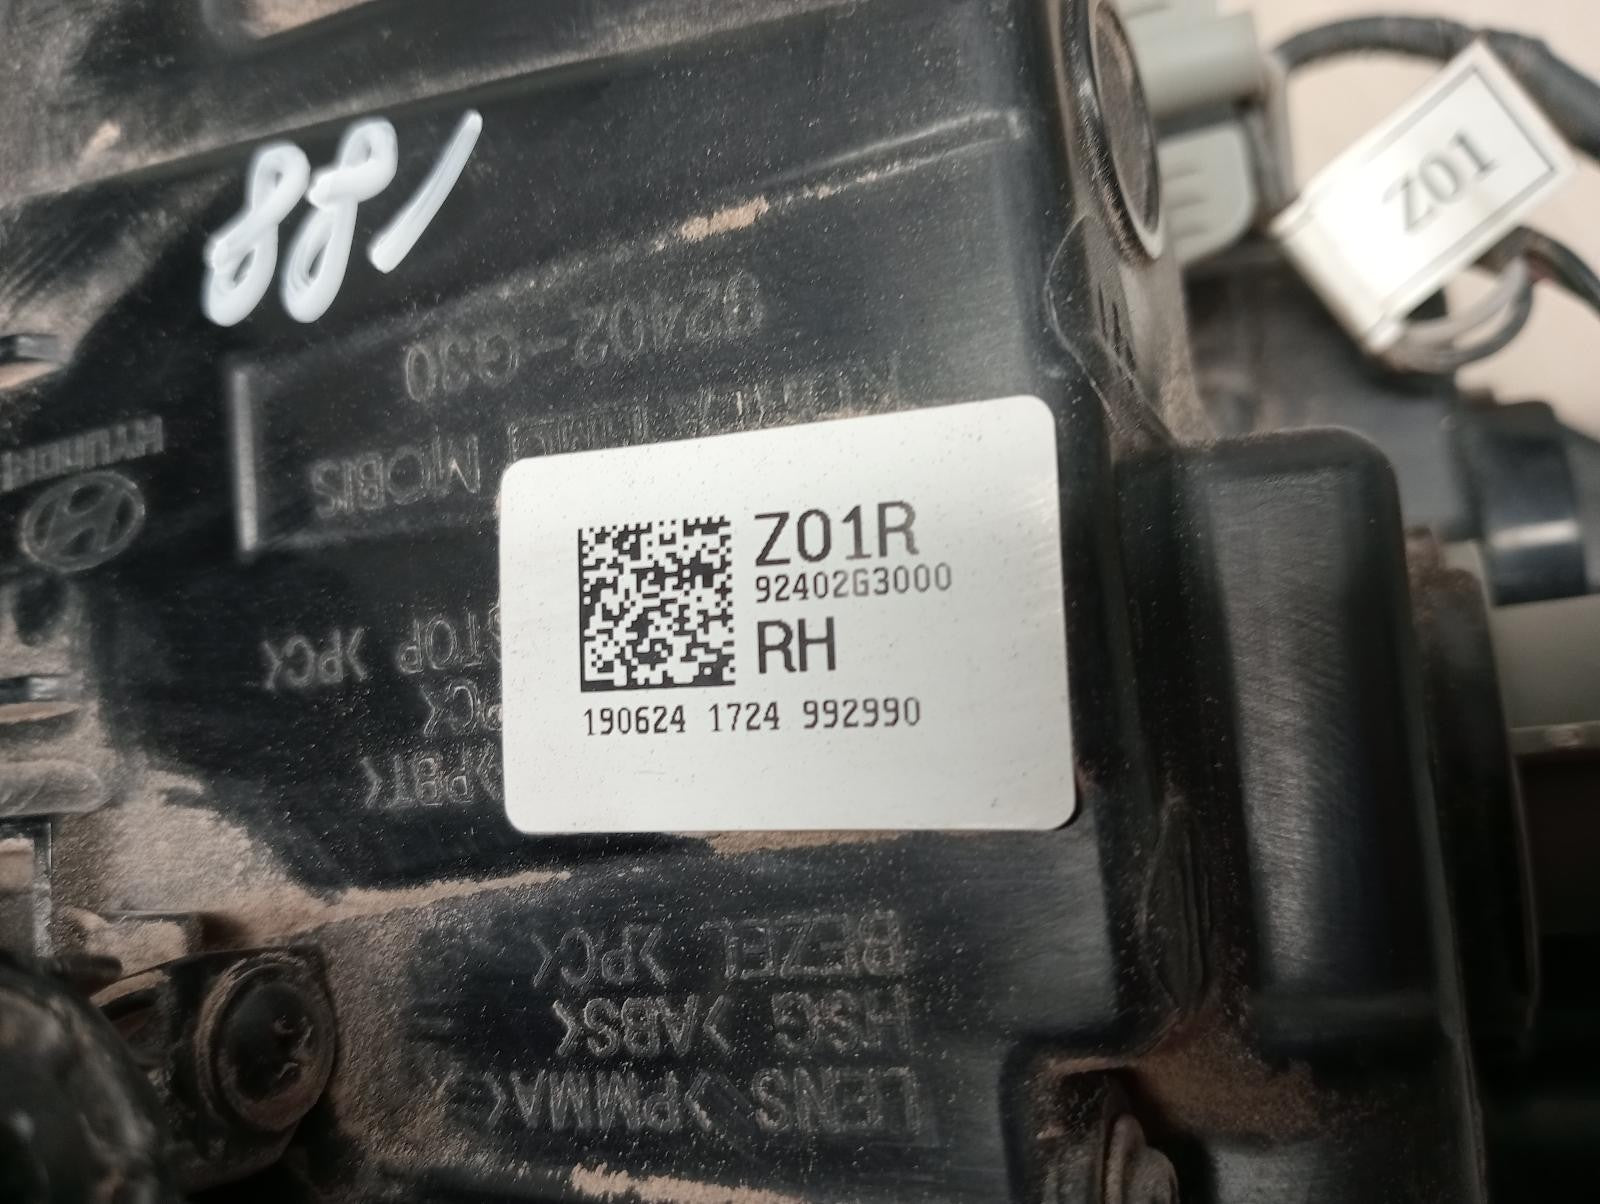 881
Z01
92402-G30
HYUNDAI
MOBIS
Z01R
92402G3000
RH
190624 1724 992990
STOP >PC<
>PC<
>PBT<
BEZEL >PC<
HSG >ABS<
LENS >PMMA<